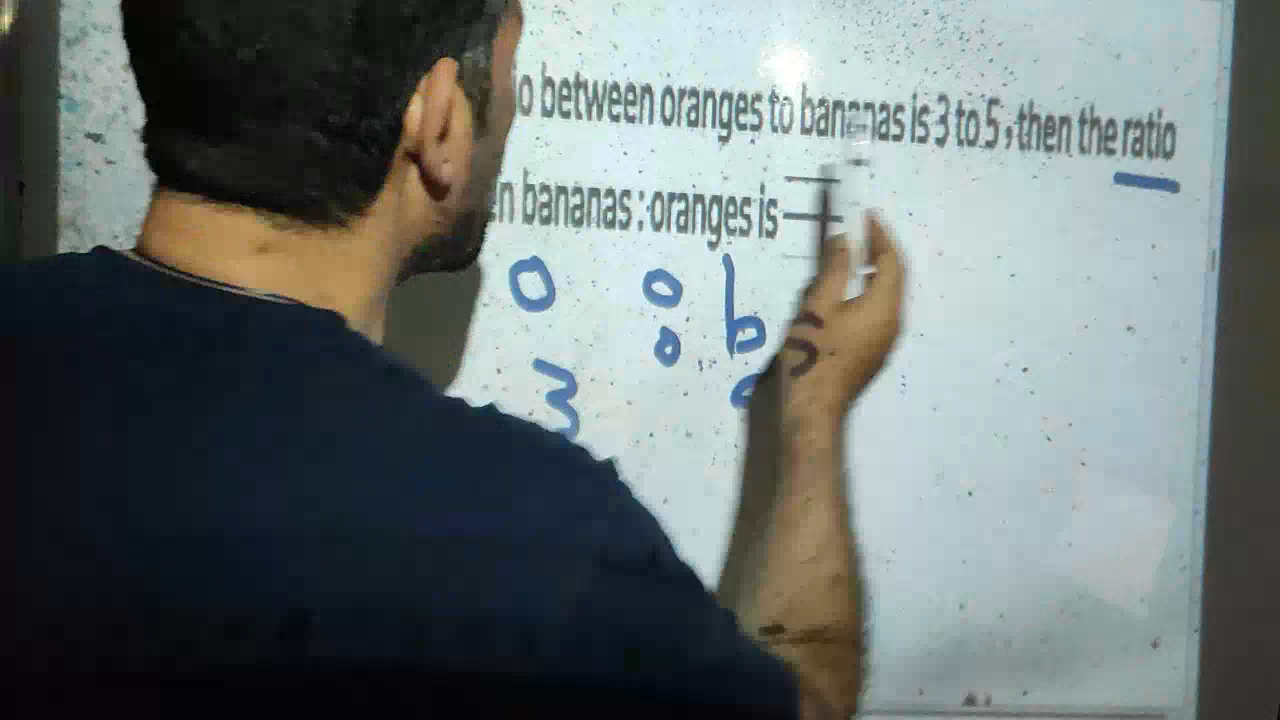 between oranges to bananas is 3 to 5, then the ratio
bananas : oranges is
o : b
3